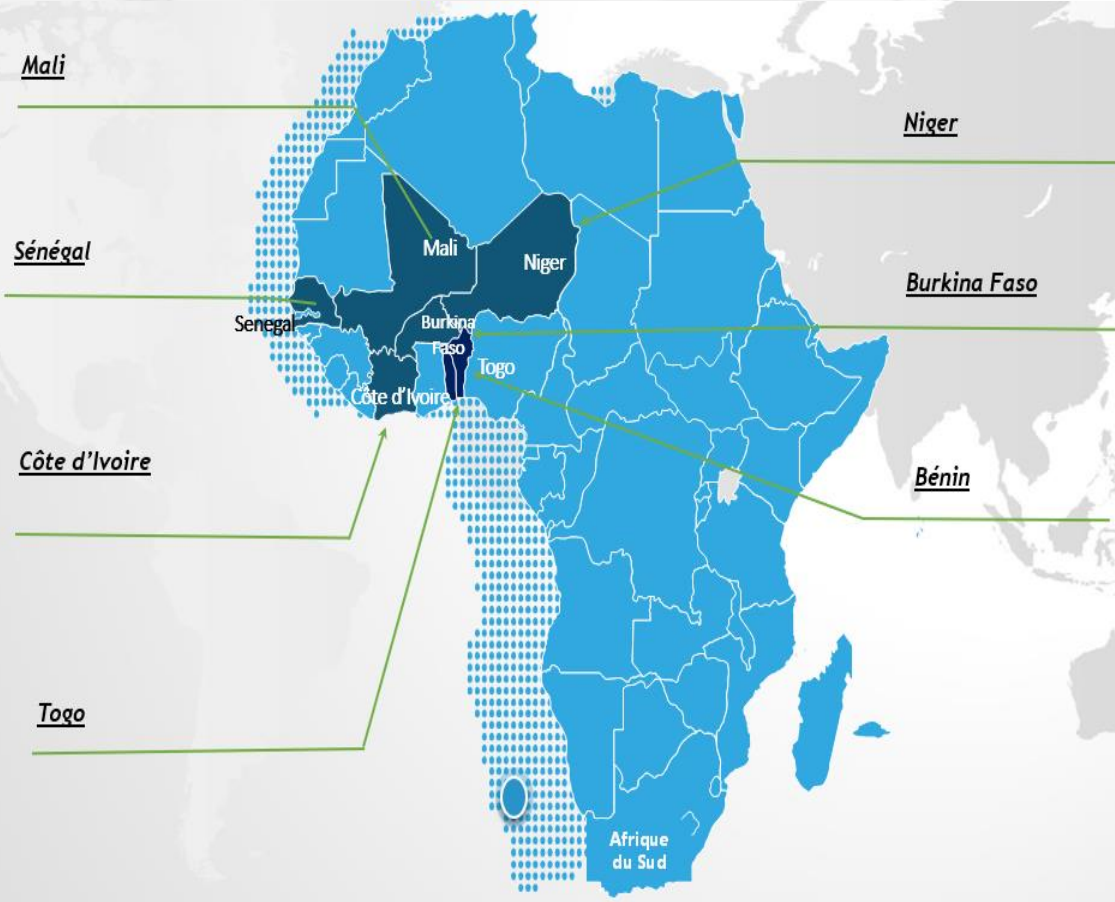 Mali
Niger
Sénégal
Mali
Niger
Burkina Faso
Senegal
Burkina
Faso
Togo
Côte d’Ivoire
Côte d’Ivoire
Bénin
Togo
Afrique
du Sud